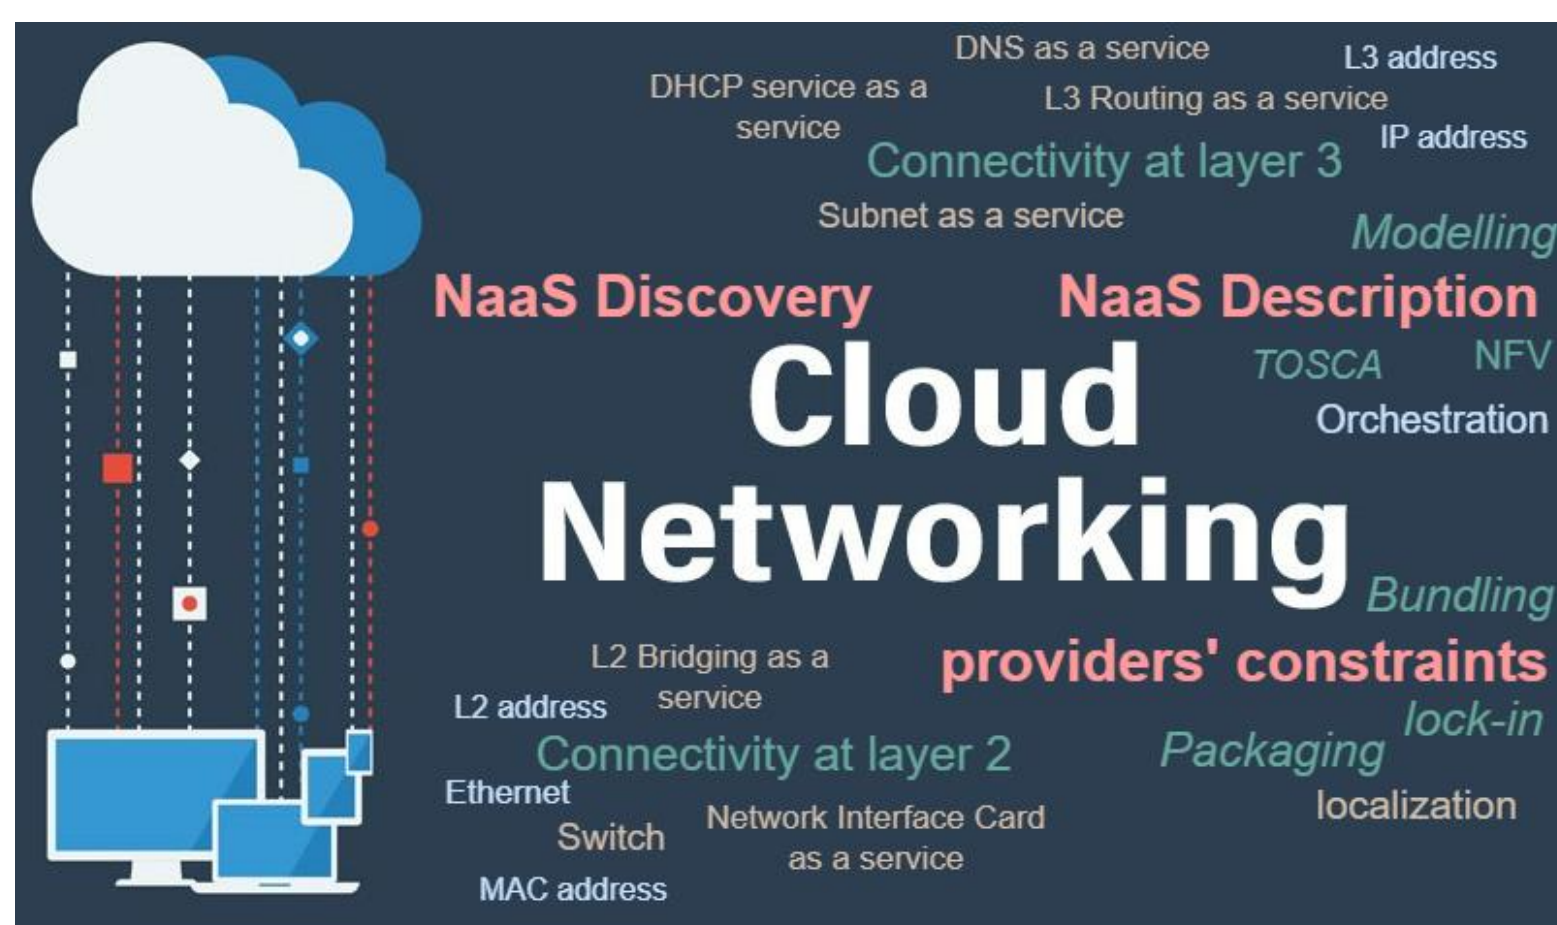 DNS as a service
L3 address
DHCP service as a
service
L3 Routing as a service
IP address
Connectivity at layer 3
Subnet as a service
Modelling
NaaS Discovery
NaaS Description
Cloud
TOSCA
NFV
Orchestration
Networking
Bundling
L2 Bridging as a
service
providers' constraints
L2 address
lock-in
Connectivity at layer 2
Packaging
Ethernet
Network Interface Card
as a service
localization
Switch
MAC address